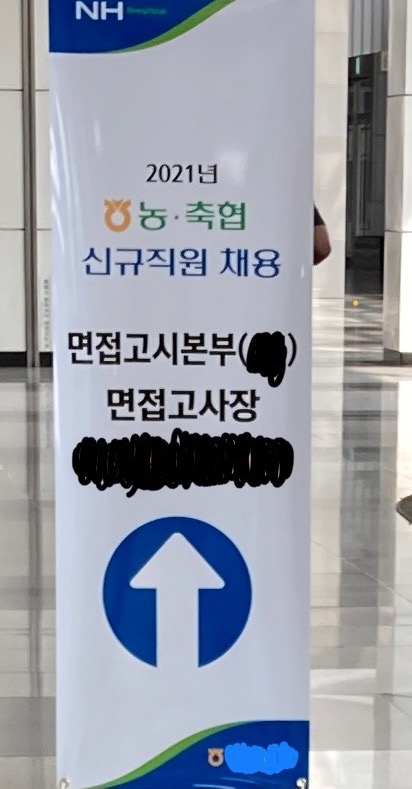 NH
2021년
농·축협
신규직원 채용
면접고시본부( )
면접고사장